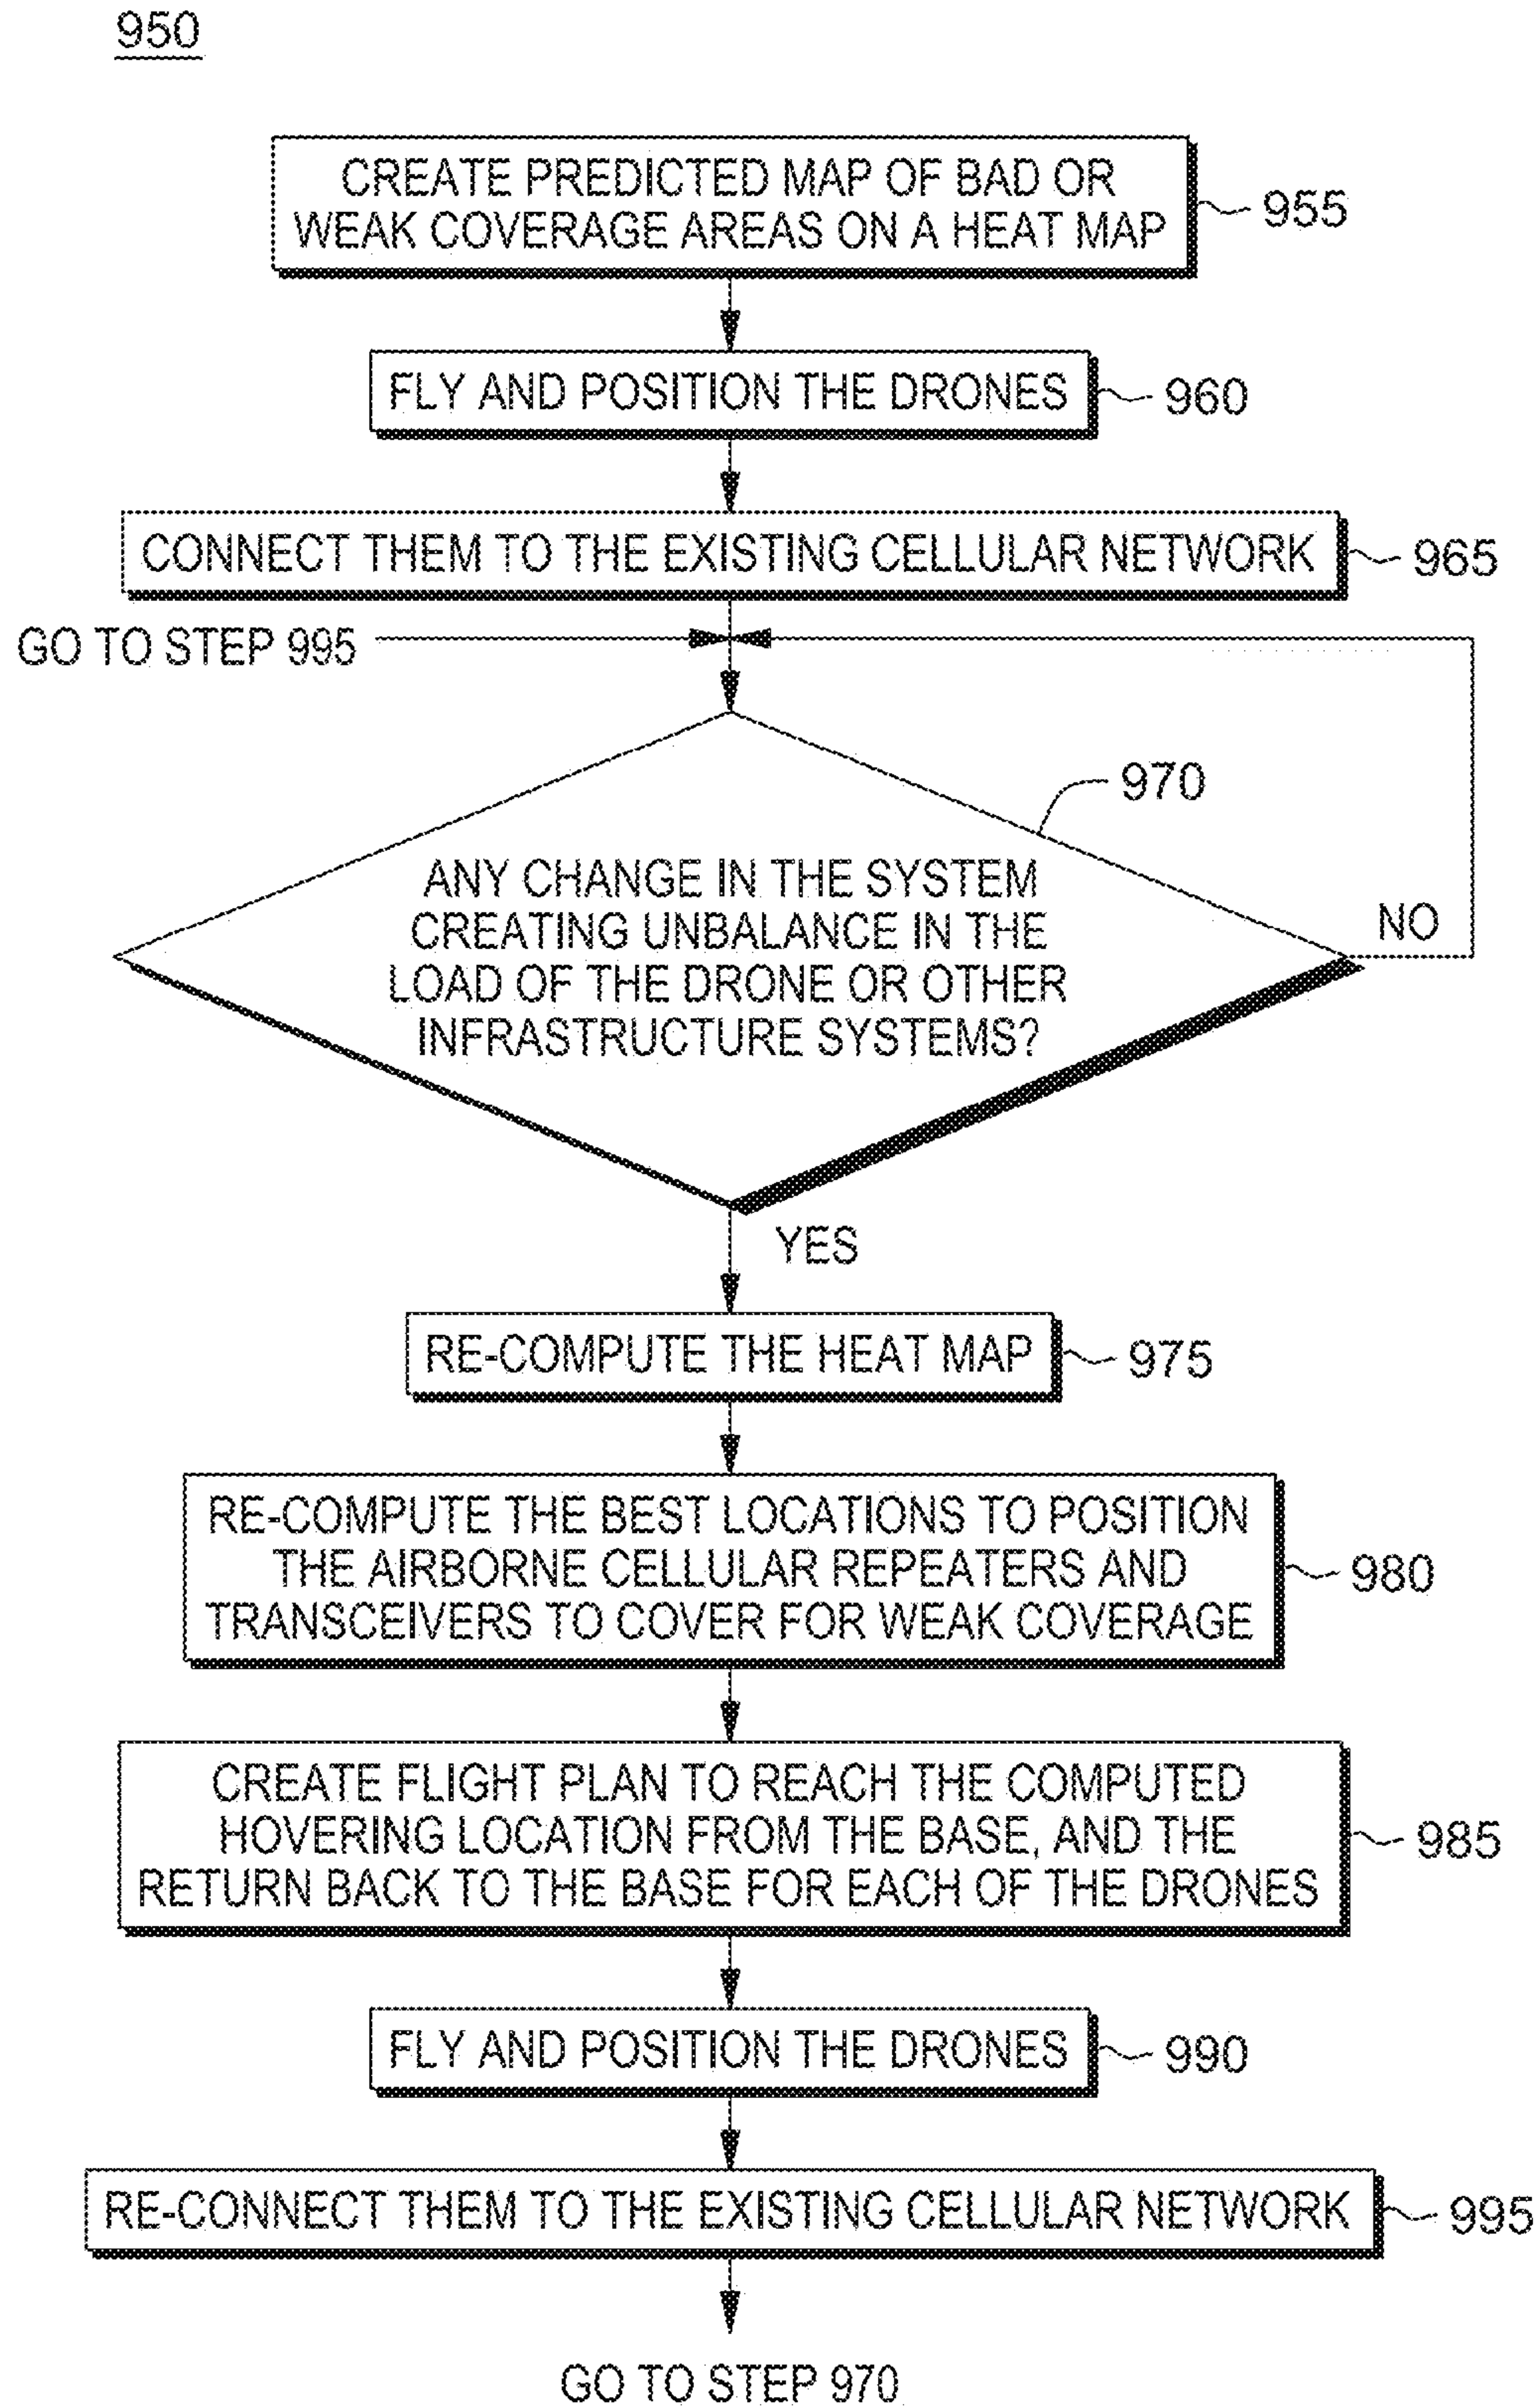 950
CREATE PREDICTED MAP OF BAD OR
WEAK COVERAGE AREAS ON A HEAT MAP
955
FLY AND POSITION THE DRONES
960
CONNECT THEM TO THE EXISTING CELLULAR NETWORK
965
GO TO STEP 995
970
ANY CHANGE IN THE SYSTEM
CREATING UNBALANCE IN THE
LOAD OF THE DRONE OR OTHER
INFRASTRUCTURE SYSTEMS?
NO
YES
RE-COMPUTE THE HEAT MAP
975
RE-COMPUTE THE BEST LOCATIONS TO POSITION
THE AIRBORNE CELLULAR REPEATERS AND
TRANSCEIVERS TO COVER FOR WEAK COVERAGE
980
CREATE FLIGHT PLAN TO REACH THE COMPUTED
HOVERING LOCATION FROM THE BASE, AND THE
RETURN BACK TO THE BASE FOR EACH OF THE DRONES
985
FLY AND POSITION THE DRONES
990
RE-CONNECT THEM TO THE EXISTING CELLULAR NETWORK
995
GO TO STEP 970